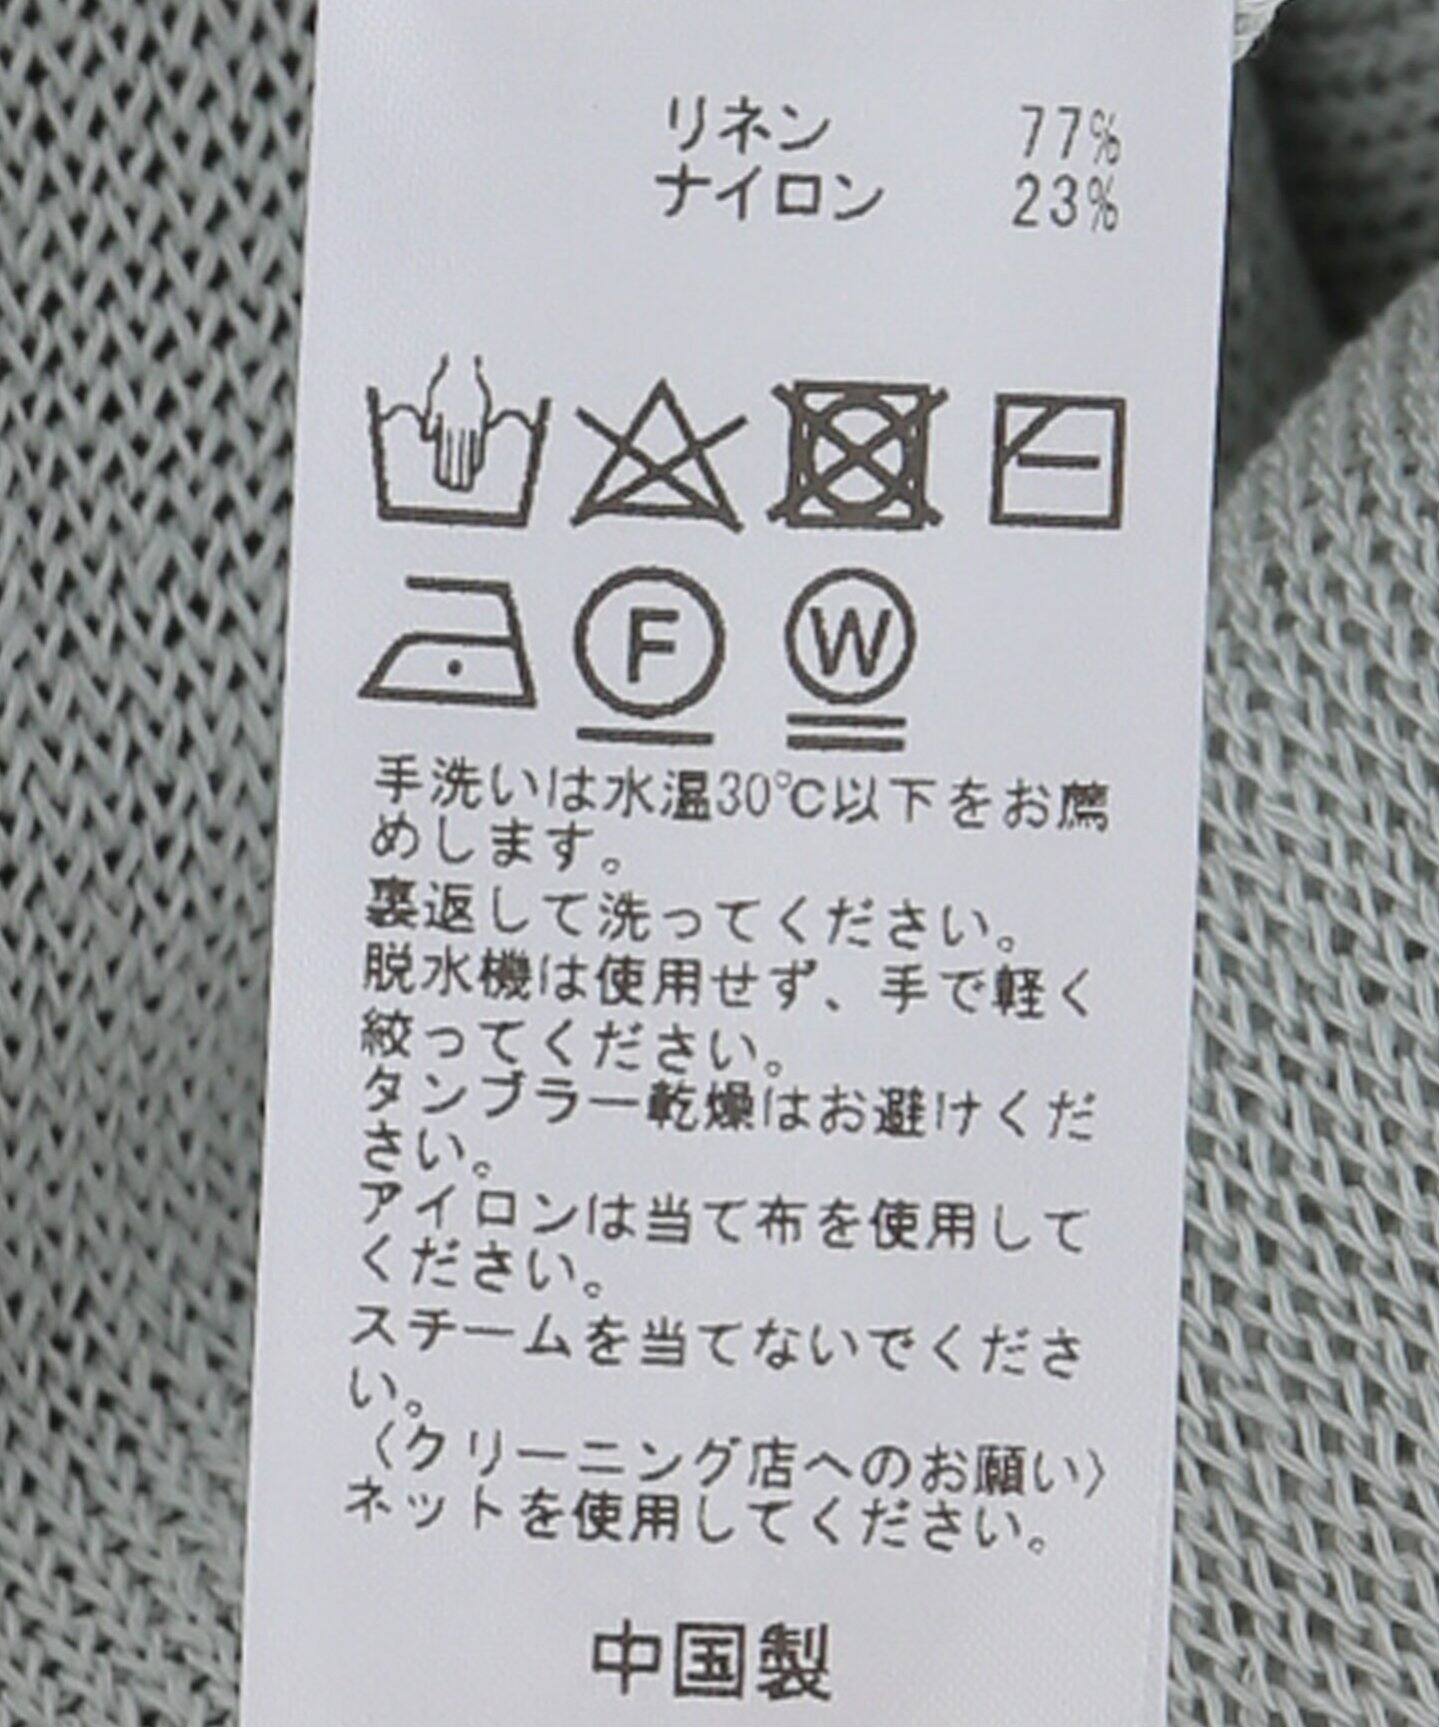 リネン 77%
ナイロン 23%
F W
手洗いは水温30℃以下をお薦
めします。
裏返して洗ってください。
脱水機は使用せず、手で軽く
絞ってください。
タンブラー乾燥はお避けくだ
さい。
アイロンは当て布を使用して
ください。
スチームを当てないでくださ
い。
〈クリーニング店へのお願い〉
ネットを使用してください。
中国製